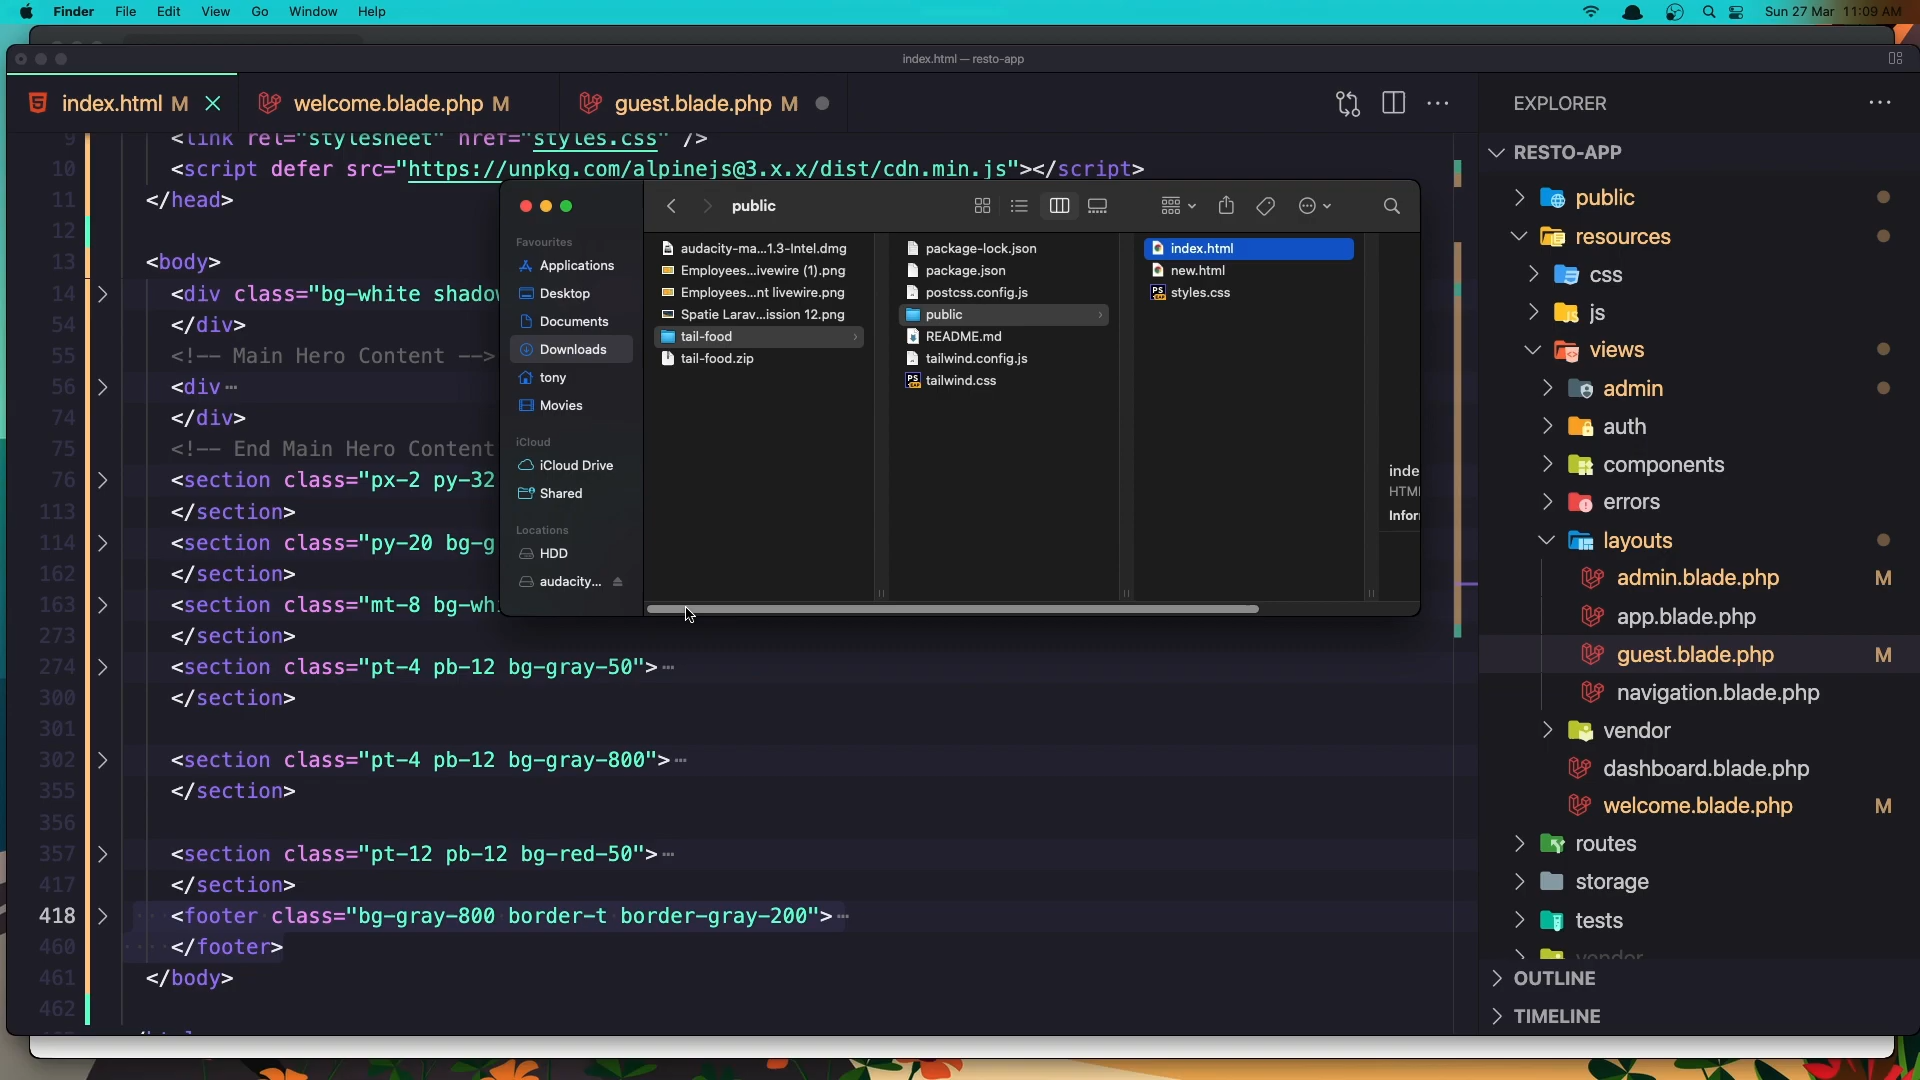 Finder File Edit View Go Window Help
Sun 27 Mar 11:09 AM
index.html — resto-app
index.html M
welcome.blade.php M
guest.blade.php M
9 <link rel="stylesheet" href="styles.css" />
10 <script defer src="https://unpkg.com/alpinejs@3.x.x/dist/cdn.min.js"></script>
11 </head>
12
13 <body>
14 <div class="bg-white shadow
54 </div>
55 <!-- Main Hero Content -->
56 <div…
74 </div>
75 <!-- End Main Hero Content
76 <section class="px-2 py-32
113 </section>
114 <section class="py-20 bg-g
162 </section>
163 <section class="mt-8 bg-whi
273 </section>
274 <section class="pt-4 pb-12 bg-gray-50">…
300 </section>
301
302 <section class="pt-4 pb-12 bg-gray-800">…
355 </section>
356
357 <section class="pt-12 pb-12 bg-red-50">…
417 </section>
418 <footer class="bg-gray-800 border-t border-gray-200">…
460 </footer>
461 </body>
462
public
Favourites
Applications
Desktop
Documents
Downloads
tony
Movies
iCloud
iCloud Drive
Shared
Locations
HDD
audacity...
audacity-ma...1.3-Intel.dmg
Employees...ivewire (1).png
Employees...nt livewire.png
Spatie Larav...ission 12.png
tail-food
tail-food.zip
package-lock.json
package.json
postcss.config.js
public
README.md
tailwind.config.js
tailwind.css
index.html
new.html
styles.css
inde
HTM
Infor
EXPLORER
RESTO-APP
public
resources
css
js
views
admin
auth
components
errors
layouts
admin.blade.php M
app.blade.php
guest.blade.php M
navigation.blade.php
vendor
dashboard.blade.php
welcome.blade.php M
routes
storage
tests
vendor
OUTLINE
TIMELINE